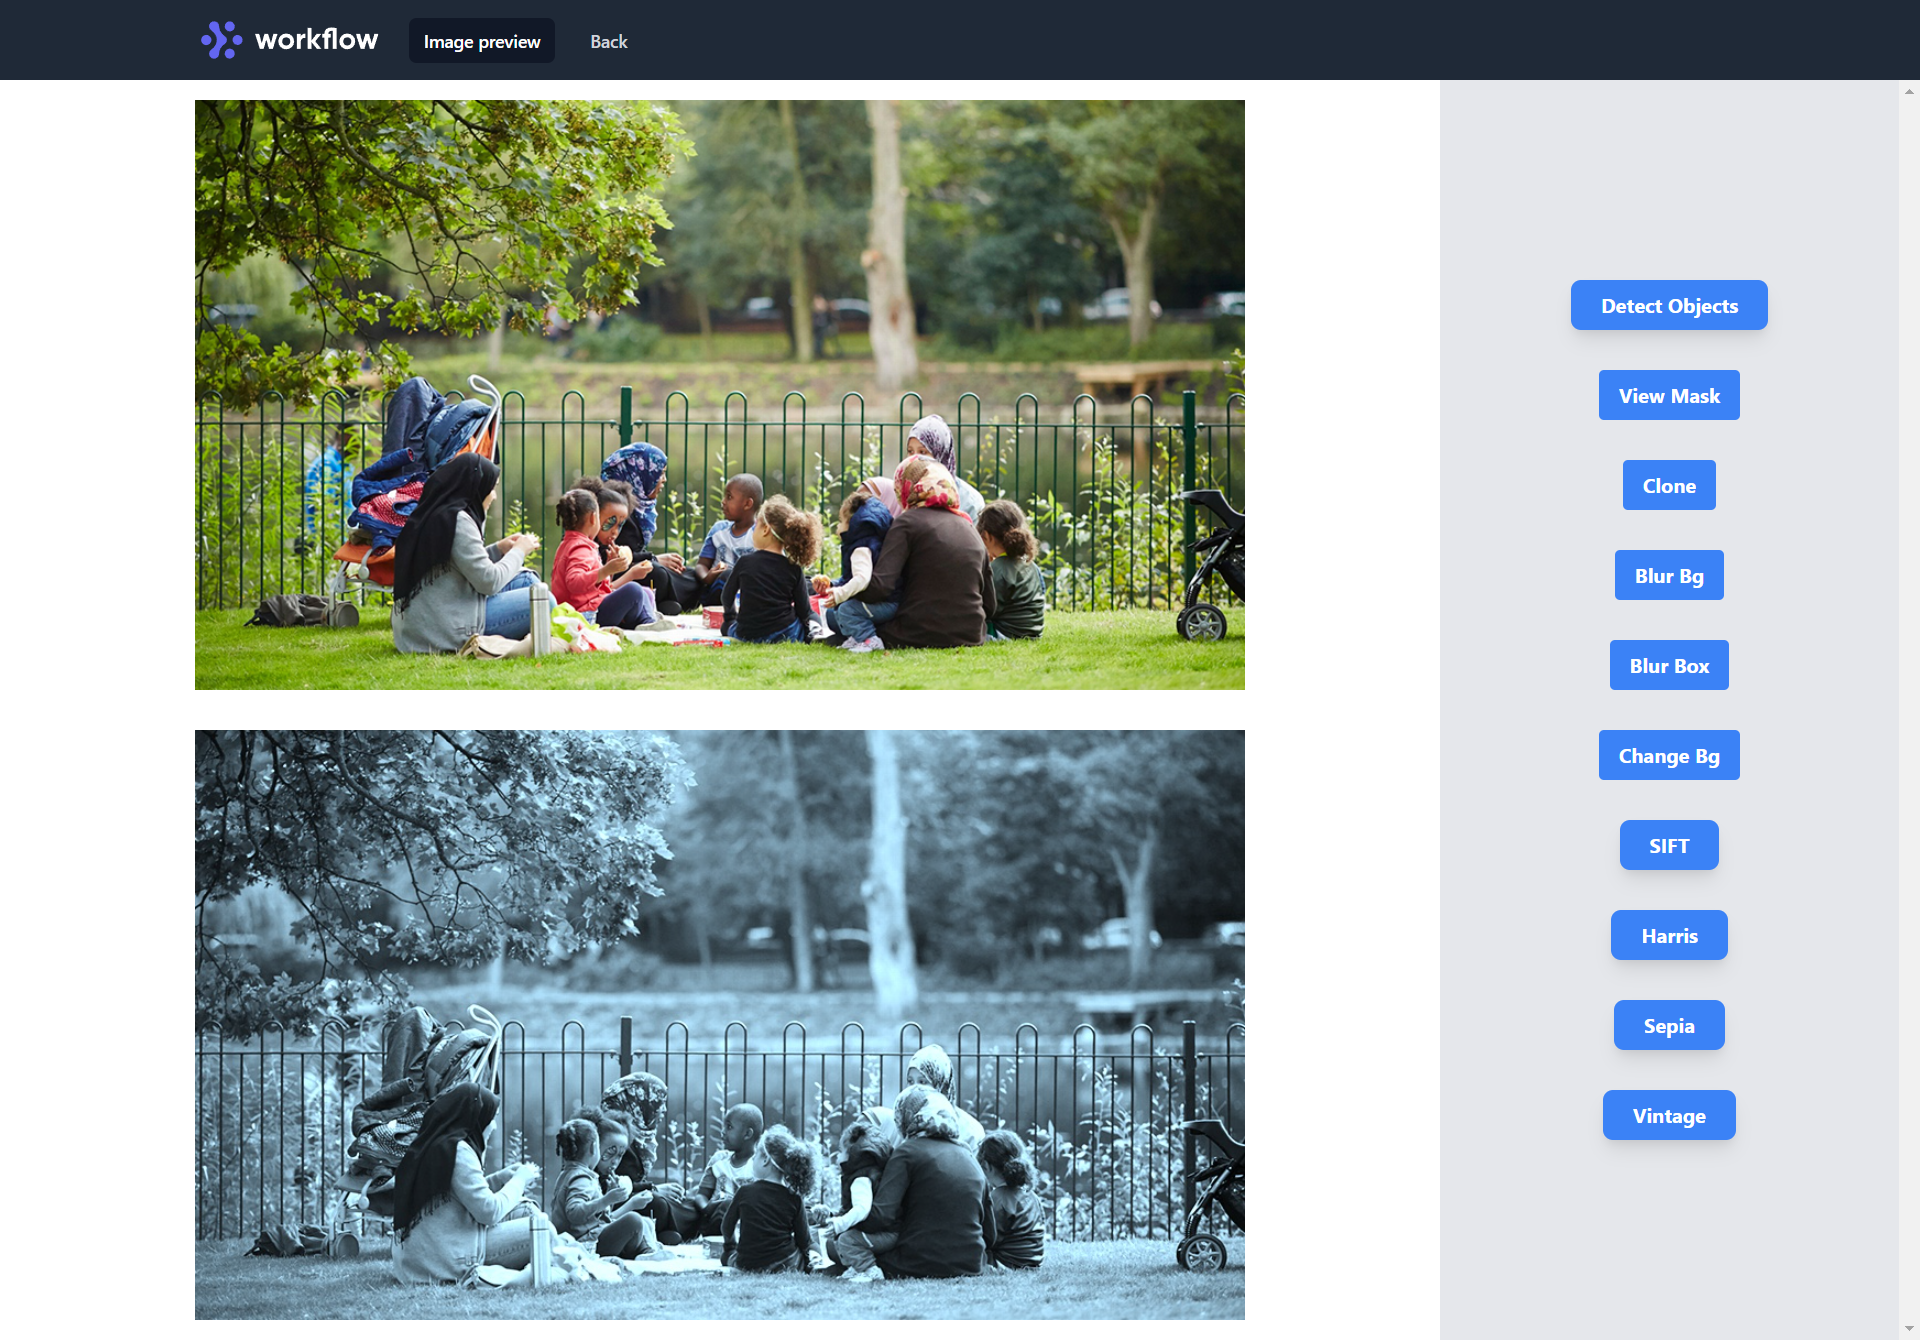 workflow
Image preview
Back
Detect Objects
View Mask
Clone
Blur Bg
Blur Box
Change Bg
SIFT
Harris
Sepia
Vintage